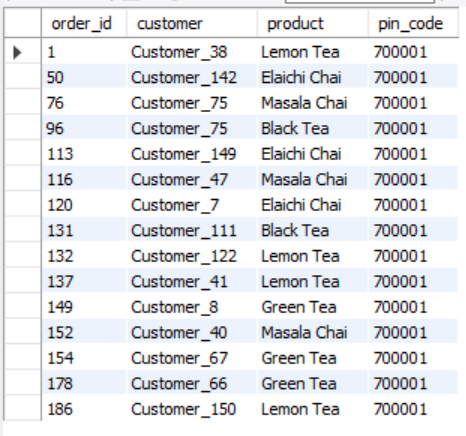 order_id customer product pin_code
1 Customer_38 Lemon Tea 700001
50 Customer_142 Elaichi Chai 700001
76 Customer_75 Masala Chai 700001
96 Customer_75 Black Tea 700001
113 Customer_149 Elaichi Chai 700001
116 Customer_47 Masala Chai 700001
120 Customer_7 Elaichi Chai 700001
131 Customer_111 Black Tea 700001
132 Customer_122 Lemon Tea 700001
137 Customer_41 Lemon Tea 700001
149 Customer_8 Green Tea 700001
152 Customer_40 Masala Chai 700001
154 Customer_67 Green Tea 700001
178 Customer_66 Green Tea 700001
186 Customer_150 Lemon Tea 700001